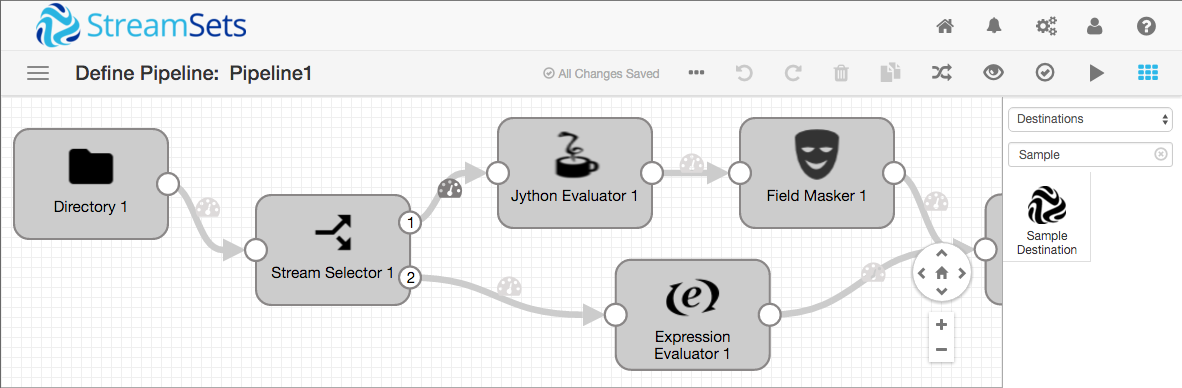 StreamSets
Define Pipeline: Pipeline1
All Changes Saved
Destinations
Sample
Sample
Destination
Directory 1
Stream Selector 1
1
2
Jython Evaluator 1
Field Masker 1
Expression
Evaluator 1